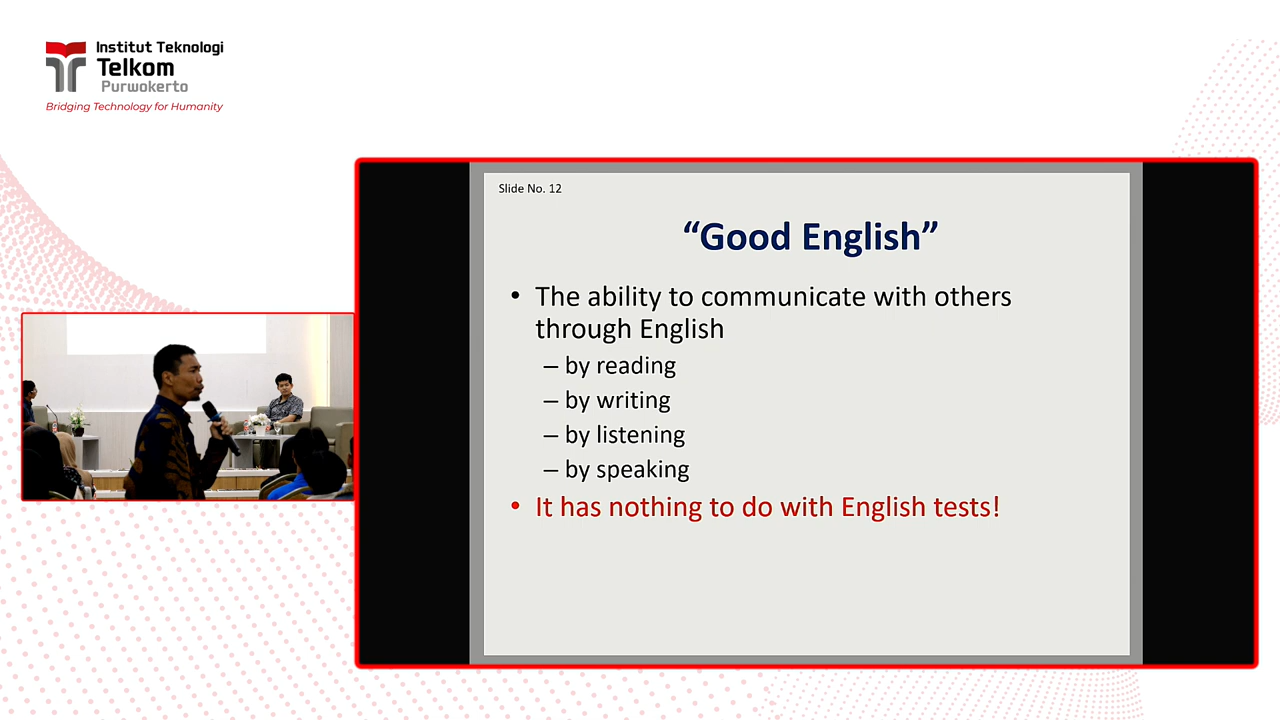 Institut Teknologi
Telkom
Purwokerto
Bridging Technology for Humanity
Slide No. 12
“Good English”
• The ability to communicate with others
through English
– by reading
– by writing
– by listening
– by speaking
• It has nothing to do with English tests!